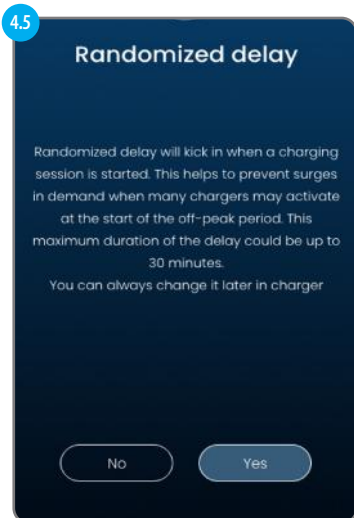 4.5
Randomized delay
Randomized delay will kick in when a charging
session is started. This helps to prevent surges
in demand when many chargers may activate
at the start of the off-peak period. This
maximum duration of the delay could be up to
30 minutes.
You can always change it later in charger
No
Yes